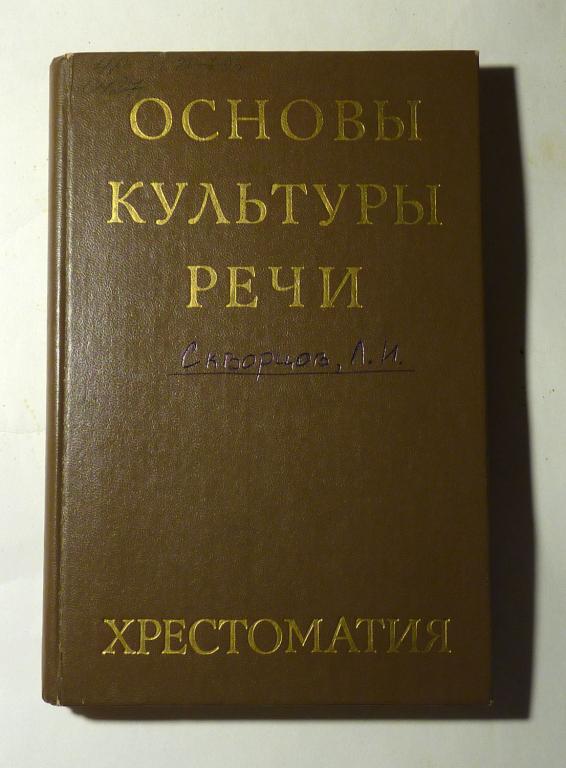 ОСНОВЫ
КУЛЬТУРЫ
РЕЧИ
Скворцов, Л. И.
ХРЕСТОМАТИЯ